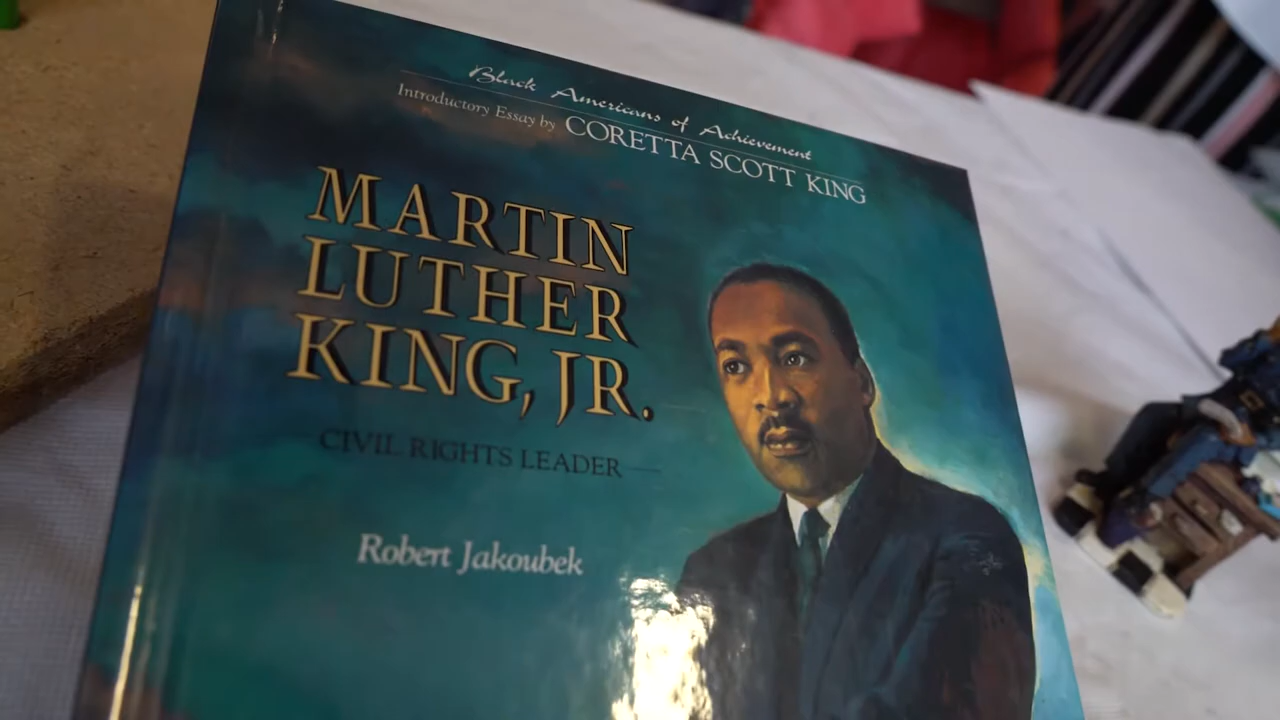 Black Americans of Achievement
Introductory Essay by CORETTA SCOTT KING
MARTIN
LUTHER
KING, JR.
CIVIL RIGHTS LEADER
Robert Jakoubek